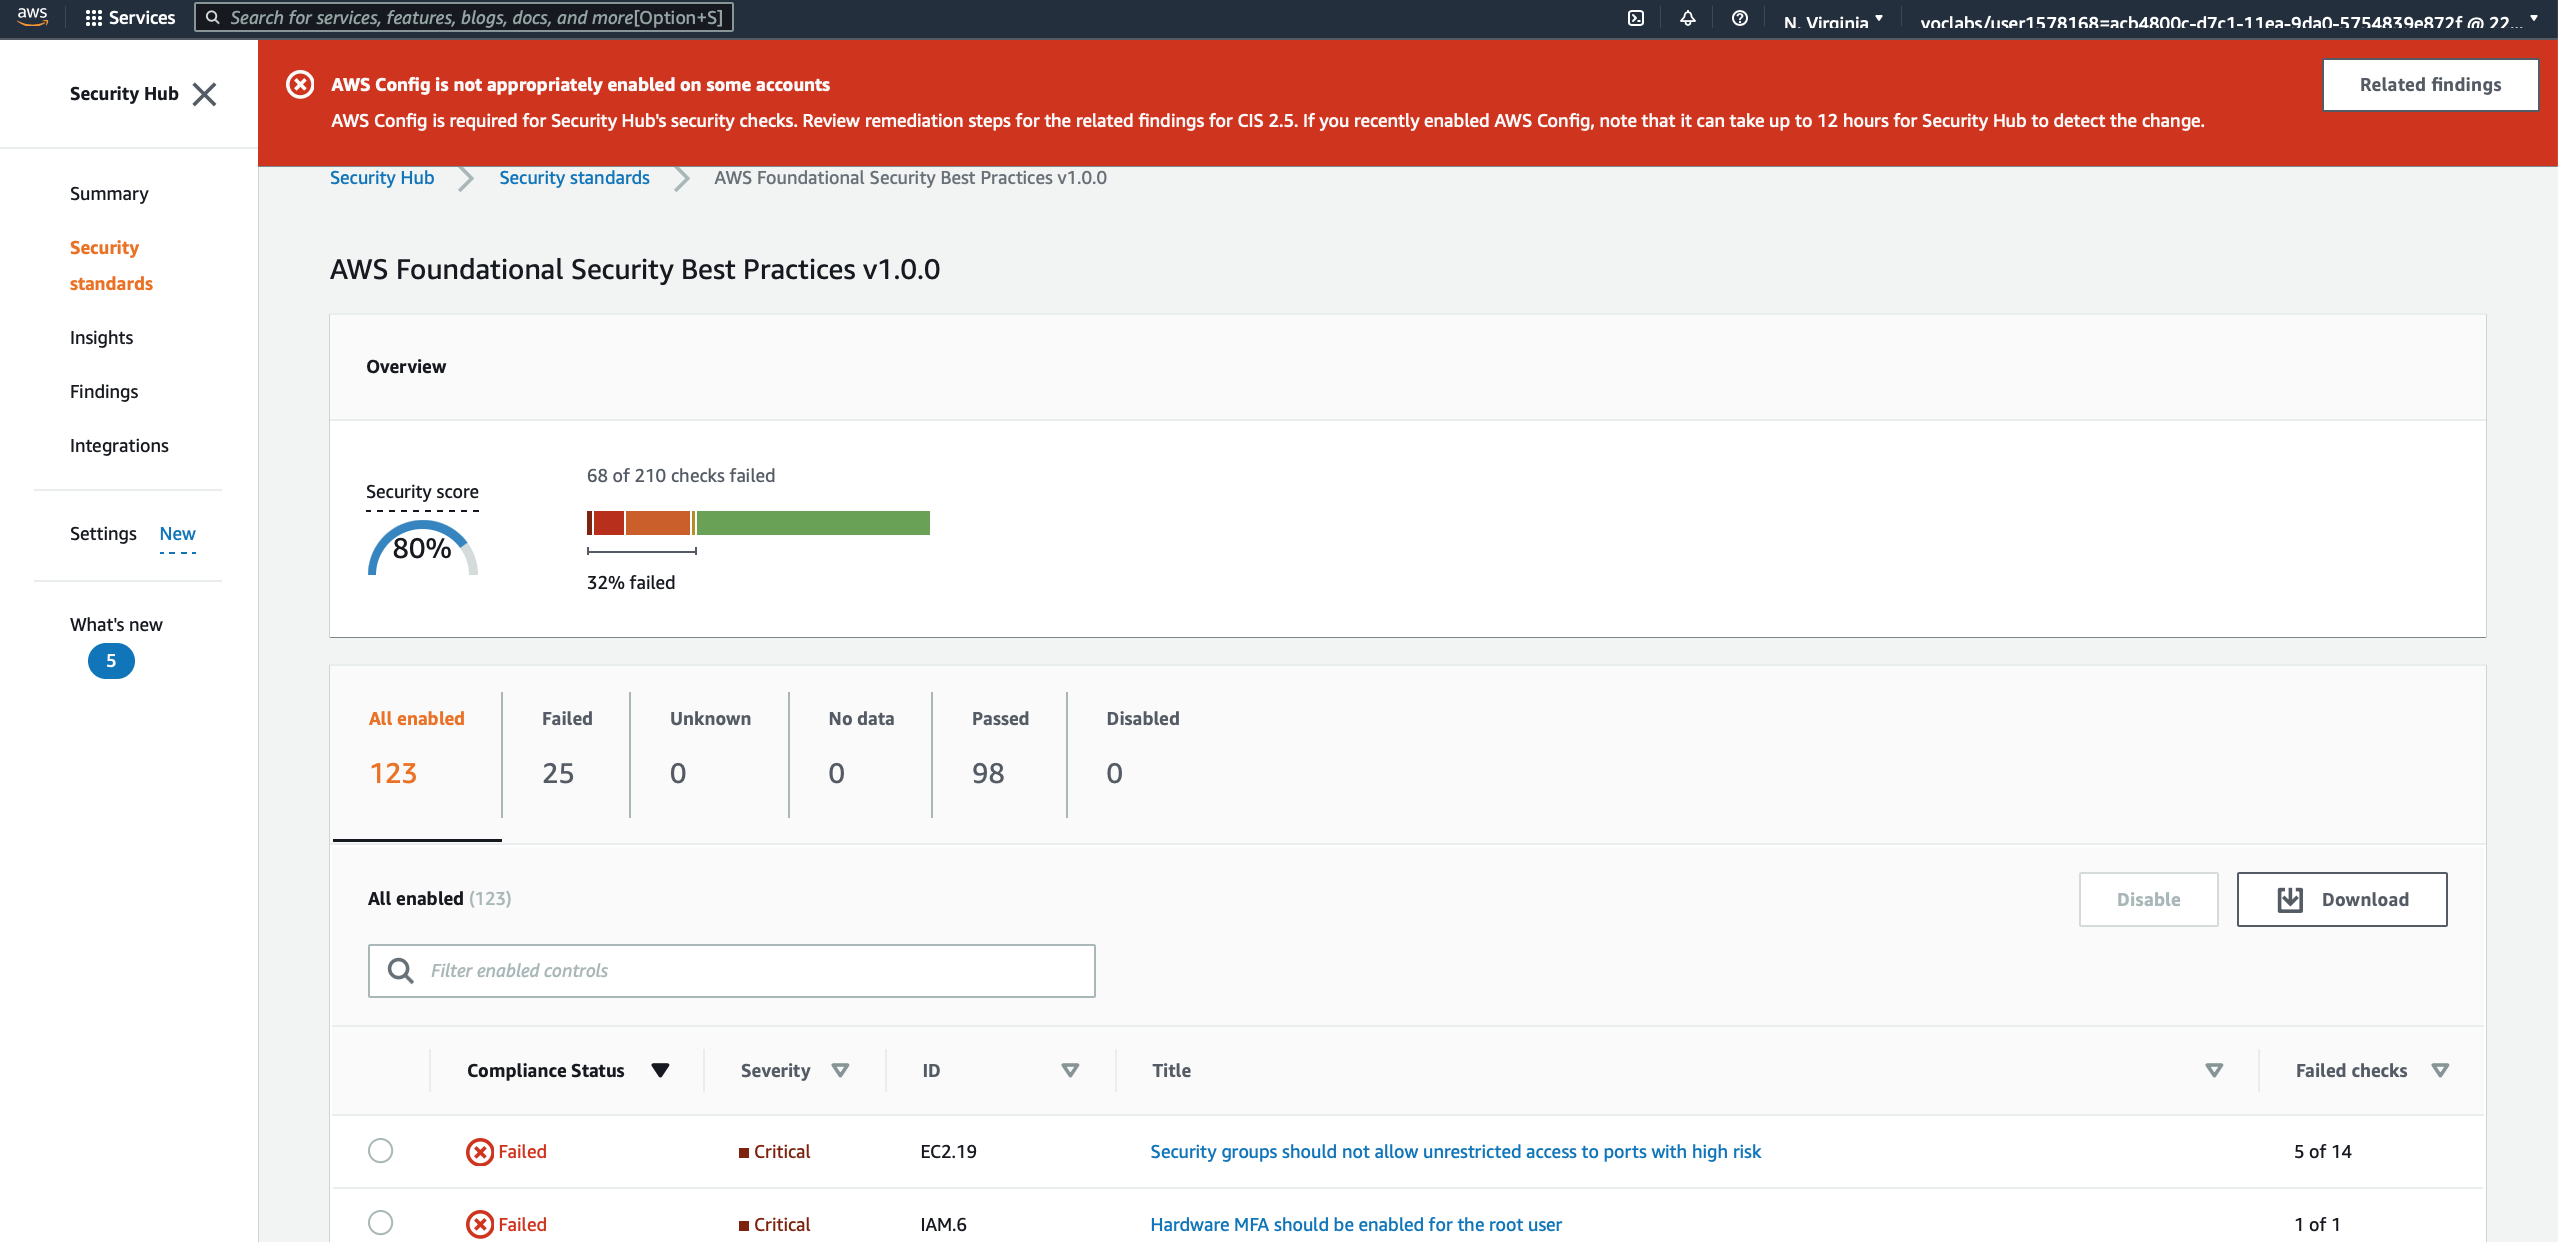 aws
Services
Search for services, features, blogs, docs, and more[Option+S]
N. Virginia
voclabs/user1578168=acb4800c-d7c1-11ea-9da0-5754839e872f @ 22...
Security Hub
AWS Config is not appropriately enabled on some accounts
AWS Config is required for Security Hub's security checks. Review remediation steps for the related findings for CIS 2.5. If you recently enabled AWS Config, note that it can take up to 12 hours for Security Hub to detect the change.
Related findings
Summary
Security
standards
Insights
Findings
Integrations
Settings New
What's new
5
Security Hub
Security standards
AWS Foundational Security Best Practices v1.0.0
AWS Foundational Security Best Practices v1.0.0
Overview
Security score
80%
68 of 210 checks failed
32% failed
All enabled
123
Failed
25
Unknown
0
No data
0
Passed
98
Disabled
0
All enabled (123)
Disable
Download
Filter enabled controls
Compliance Status Severity ID Title Failed checks
Failed Critical EC2.19 Security groups should not allow unrestricted access to ports with high risk 5 of 14
Failed Critical IAM.6 Hardware MFA should be enabled for the root user 1 of 1